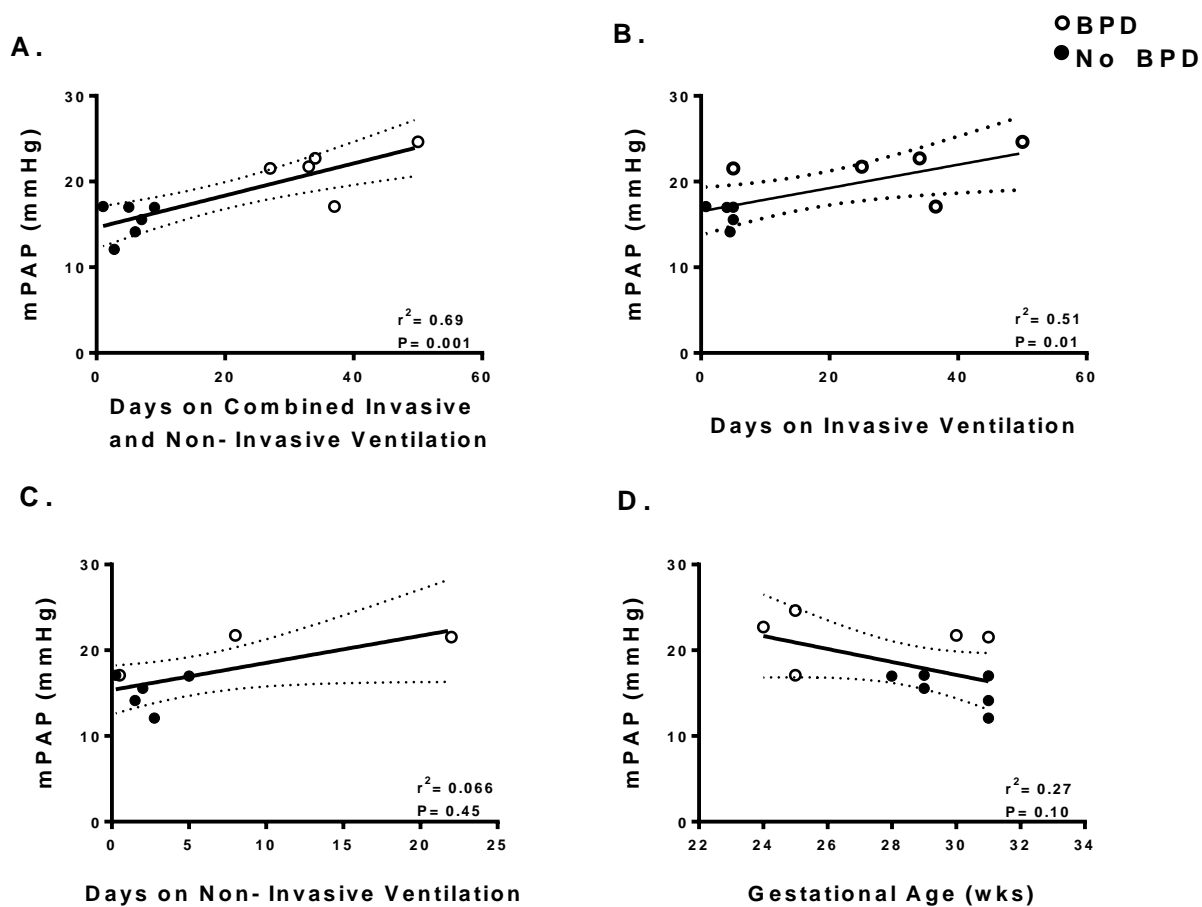 A.
B.
BPD
No BPD
30
20
10
0
mPAP (mmHg)
r2= 0.69
P= 0.001
0 20 40 60
Days on Combined Invasive
and Non-Invasive Ventilation
30
20
10
0
mPAP (mmHg)
r2= 0.51
P= 0.01
0 20 40 60
Days on Invasive Ventilation
C.
30
20
10
0
mPAP (mmHg)
r2= 0.066
P= 0.45
0 5 10 15 20 25
Days on Non-Invasive Ventilation
D.
30
20
10
0
mPAP (mmHg)
r2= 0.27
P= 0.10
22 24 26 28 30 32 34
Gestational Age (wks)